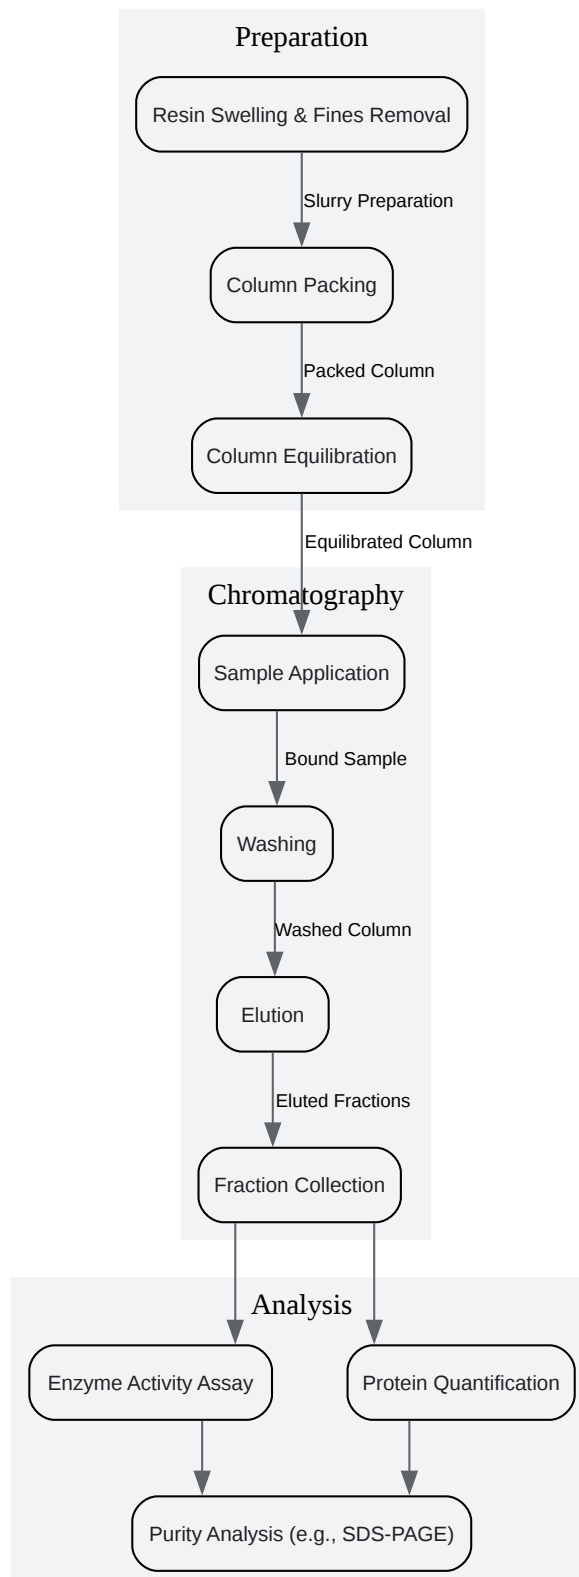 Preparation
Resin Swelling & Fines Removal
Slurry Preparation
Column Packing
Packed Column
Column Equilibration
Equilibrated Column
Chromatography
Sample Application
Bound Sample
Washing
Washed Column
Elution
Eluted Fractions
Fraction Collection
Analysis
Enzyme Activity Assay
Protein Quantification
Purity Analysis (e.g., SDS-PAGE)